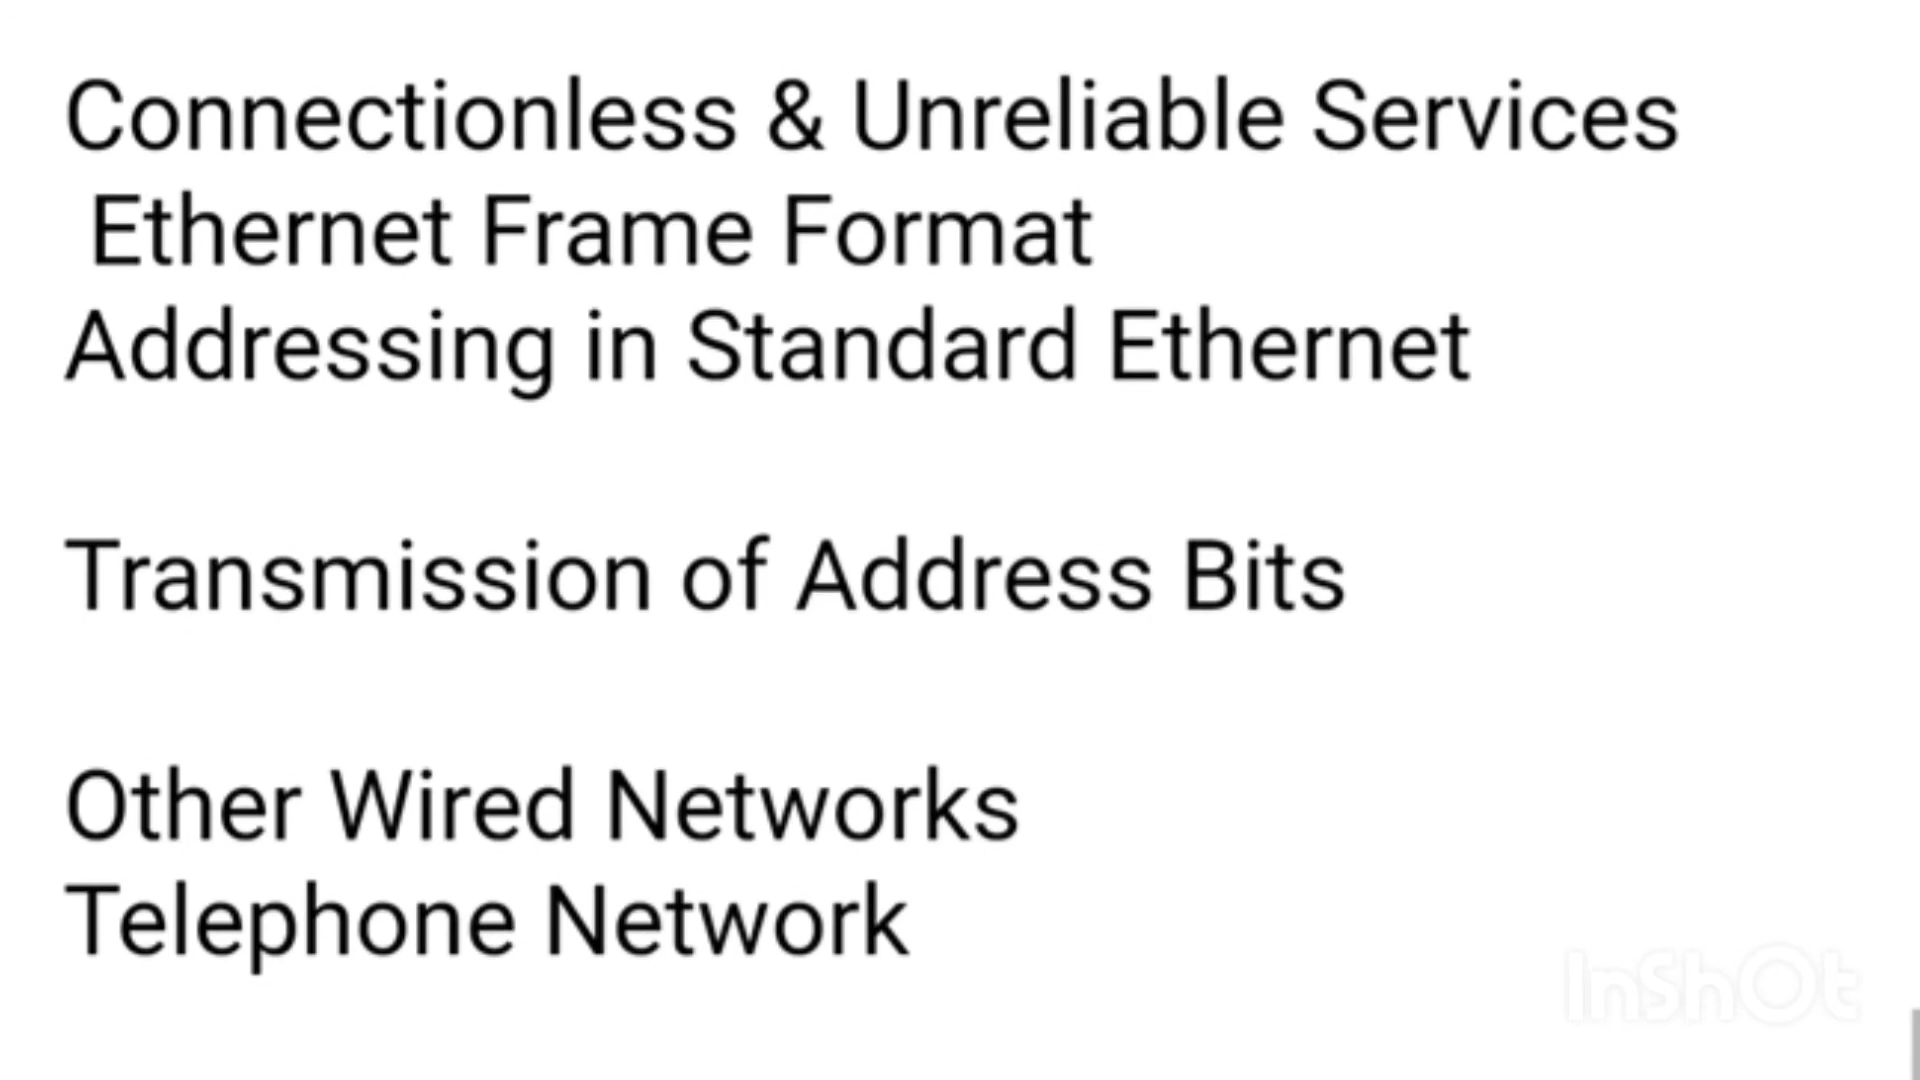 Connectionless & Unreliable Services
Ethernet Frame Format
Addressing in Standard Ethernet
Transmission of Address Bits
Other Wired Networks
Telephone Network
InShOt